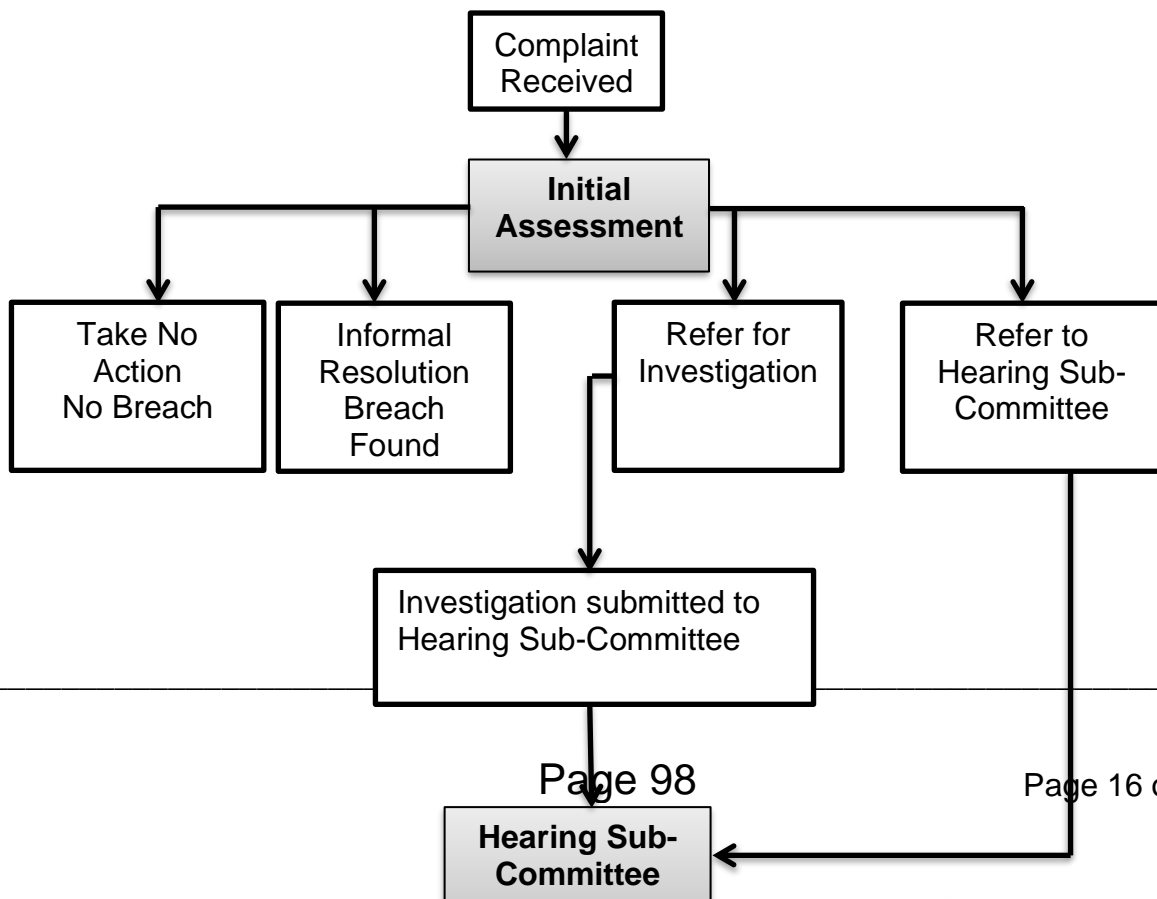 Complaint
Received
Initial
Assessment
Take No
Action
No Breach
Informal
Resolution
Breach
Found
Refer for
Investigation
Refer to
Hearing Sub-
Committee
Investigation submitted to
Hearing Sub-Committee
Page 98
Page 16 o
Hearing Sub-
Committee